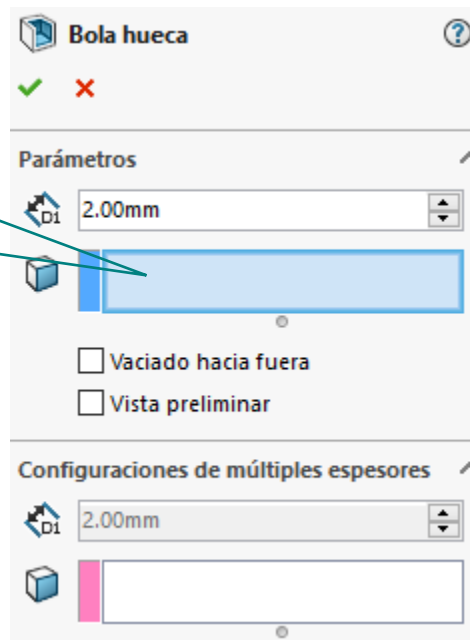 Bola hueca
Parámetros
2.00mm
Vaciado hacia fuera
Vista preliminar
Configuraciones de múltiples espesores
2.00mm